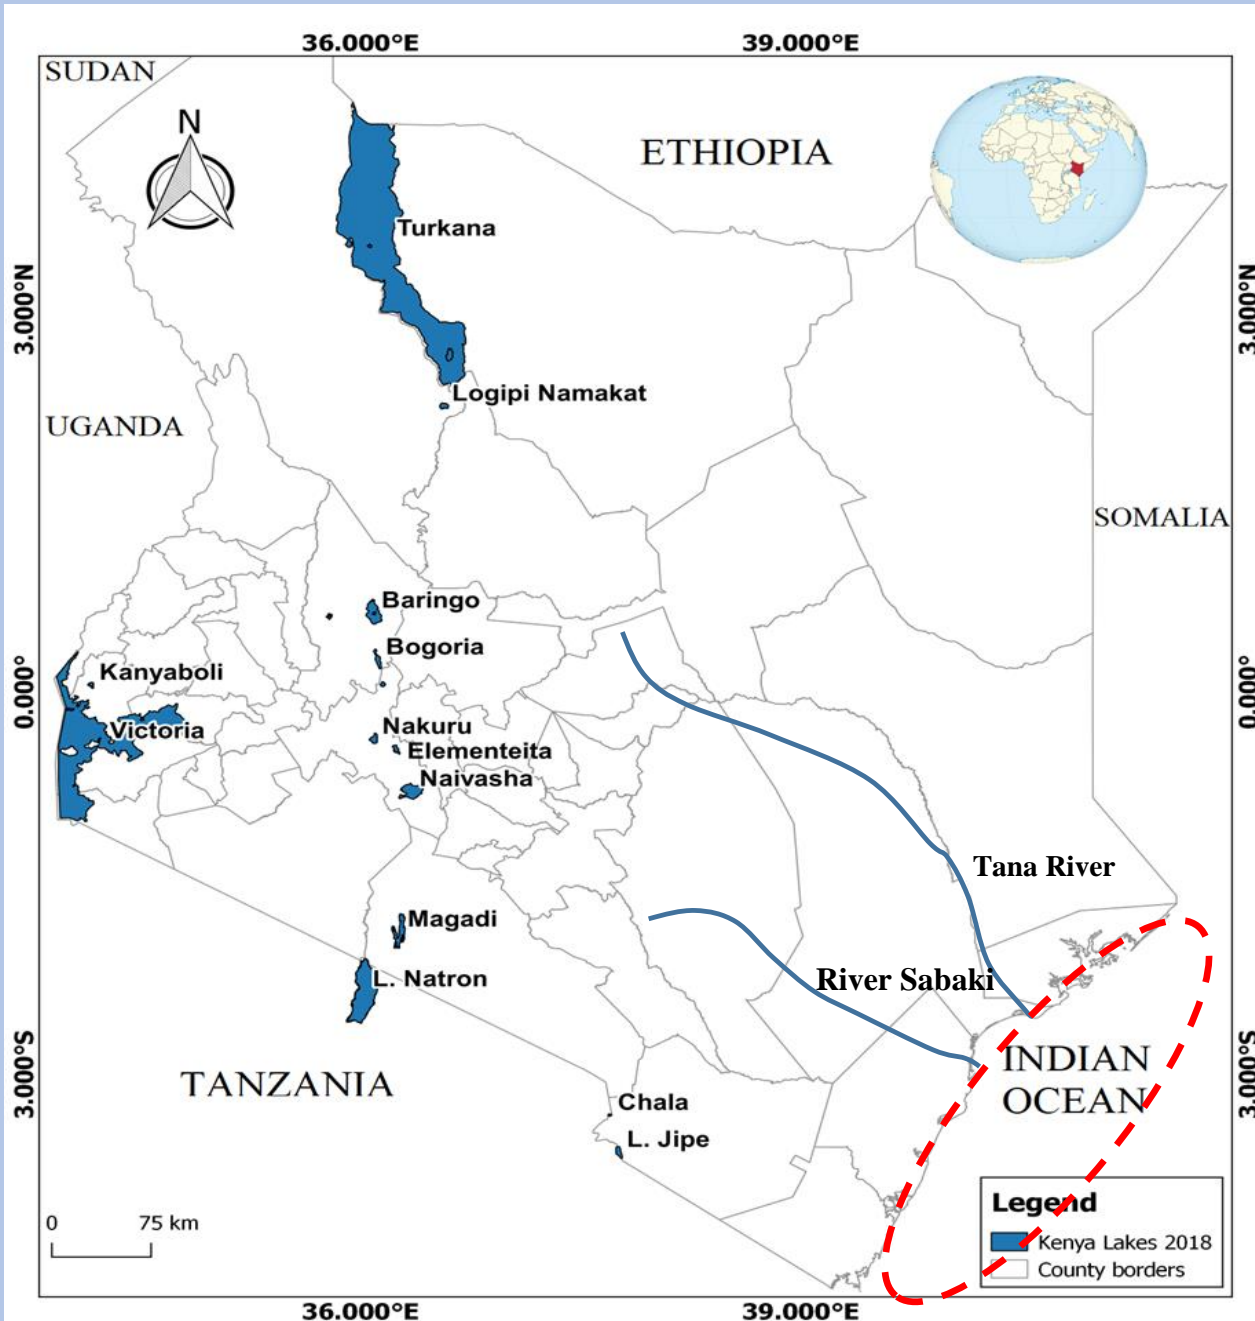 36.000°E
39.000°E
SUDAN
N
ETHIOPIA
Turkana
3.000°N
3.000°N
Logipi Namakat
UGANDA
SOMALIA
Baringo
Bogoria
Kanyaboli
0.000°
0.000°
Victoria
Nakuru
Elementeita
Naivasha
Tana River
Magadi
L. Natron
River Sabaki
INDIAN
OCEAN
TANZANIA
3.000°S
3.000°S
Chala
L. Jipe
Legend
Kenya Lakes 2018
County borders
0
75 km
36.000°E
39.000°E